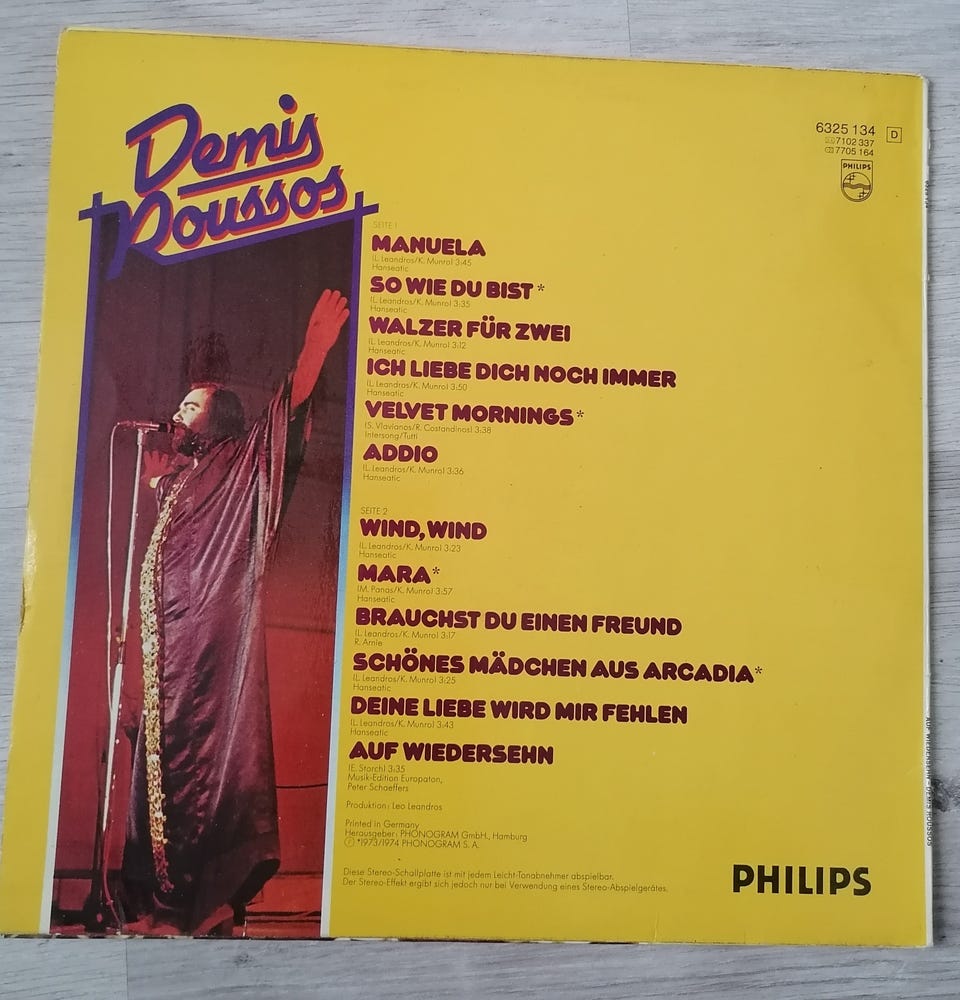 Demis
Roussos
6325 134 D
7102 337
7705 164
PHILIPS
SEITE 1
MANUELA
(L. Leandros/K. Munro) 3:45
Hanseatic
SO WIE DU BIST*
(L. Leandros/K. Munro) 3:35
Hanseatic
WALZER FÜR ZWEI
(L. Leandros/K. Munro) 3:12
Hanseatic
ICH LIEBE DICH NOCH IMMER
(L. Leandros/K. Munro) 3:50
Hanseatic
VELVET MORNINGS*
(S. Vlavianos/R. Costandinos) 3:38
Intersong/Tutti
ADDIO
(L. Leandros/K. Munro) 3:36
Hanseatic
SEITE 2
WIND, WIND
(L. Leandros/K. Munro) 3:23
Hanseatic
MARA*
(M. Panas/K. Munro) 3:57
Hanseatic
BRAUCHST DU EINEN FREUND
(L. Leandros/K. Munro) 3:17
R. Arnie
SCHÖNES MÄDCHEN AUS ARCADIA*
(L. Leandros/K. Munro) 3:25
Hanseatic
DEINE LIEBE WIRD MIR FEHLEN
(L. Leandros/K. Munro) 3:43
Hanseatic
AUF WIEDERSEHN
(E. Storch) 3:35
Musik-Edition Europaton,
Peter Schaeffers
Produktion: Leo Leandros
Printed in Germany
Herausgeber: PHONOGRAM GmbH., Hamburg
Ⓟ *1973/1974 PHONOGRAM S. A.
Diese Stereo-Schallplatte ist mit jedem Leicht-Tonabnehmer abspielbar.
Der Stereo-Effekt ergibt sich jedoch nur bei Verwendung eines Stereo-Abspielgerätes.
PHILIPS
AUF WIEDERSEHN - DEMIS ROUSSOS